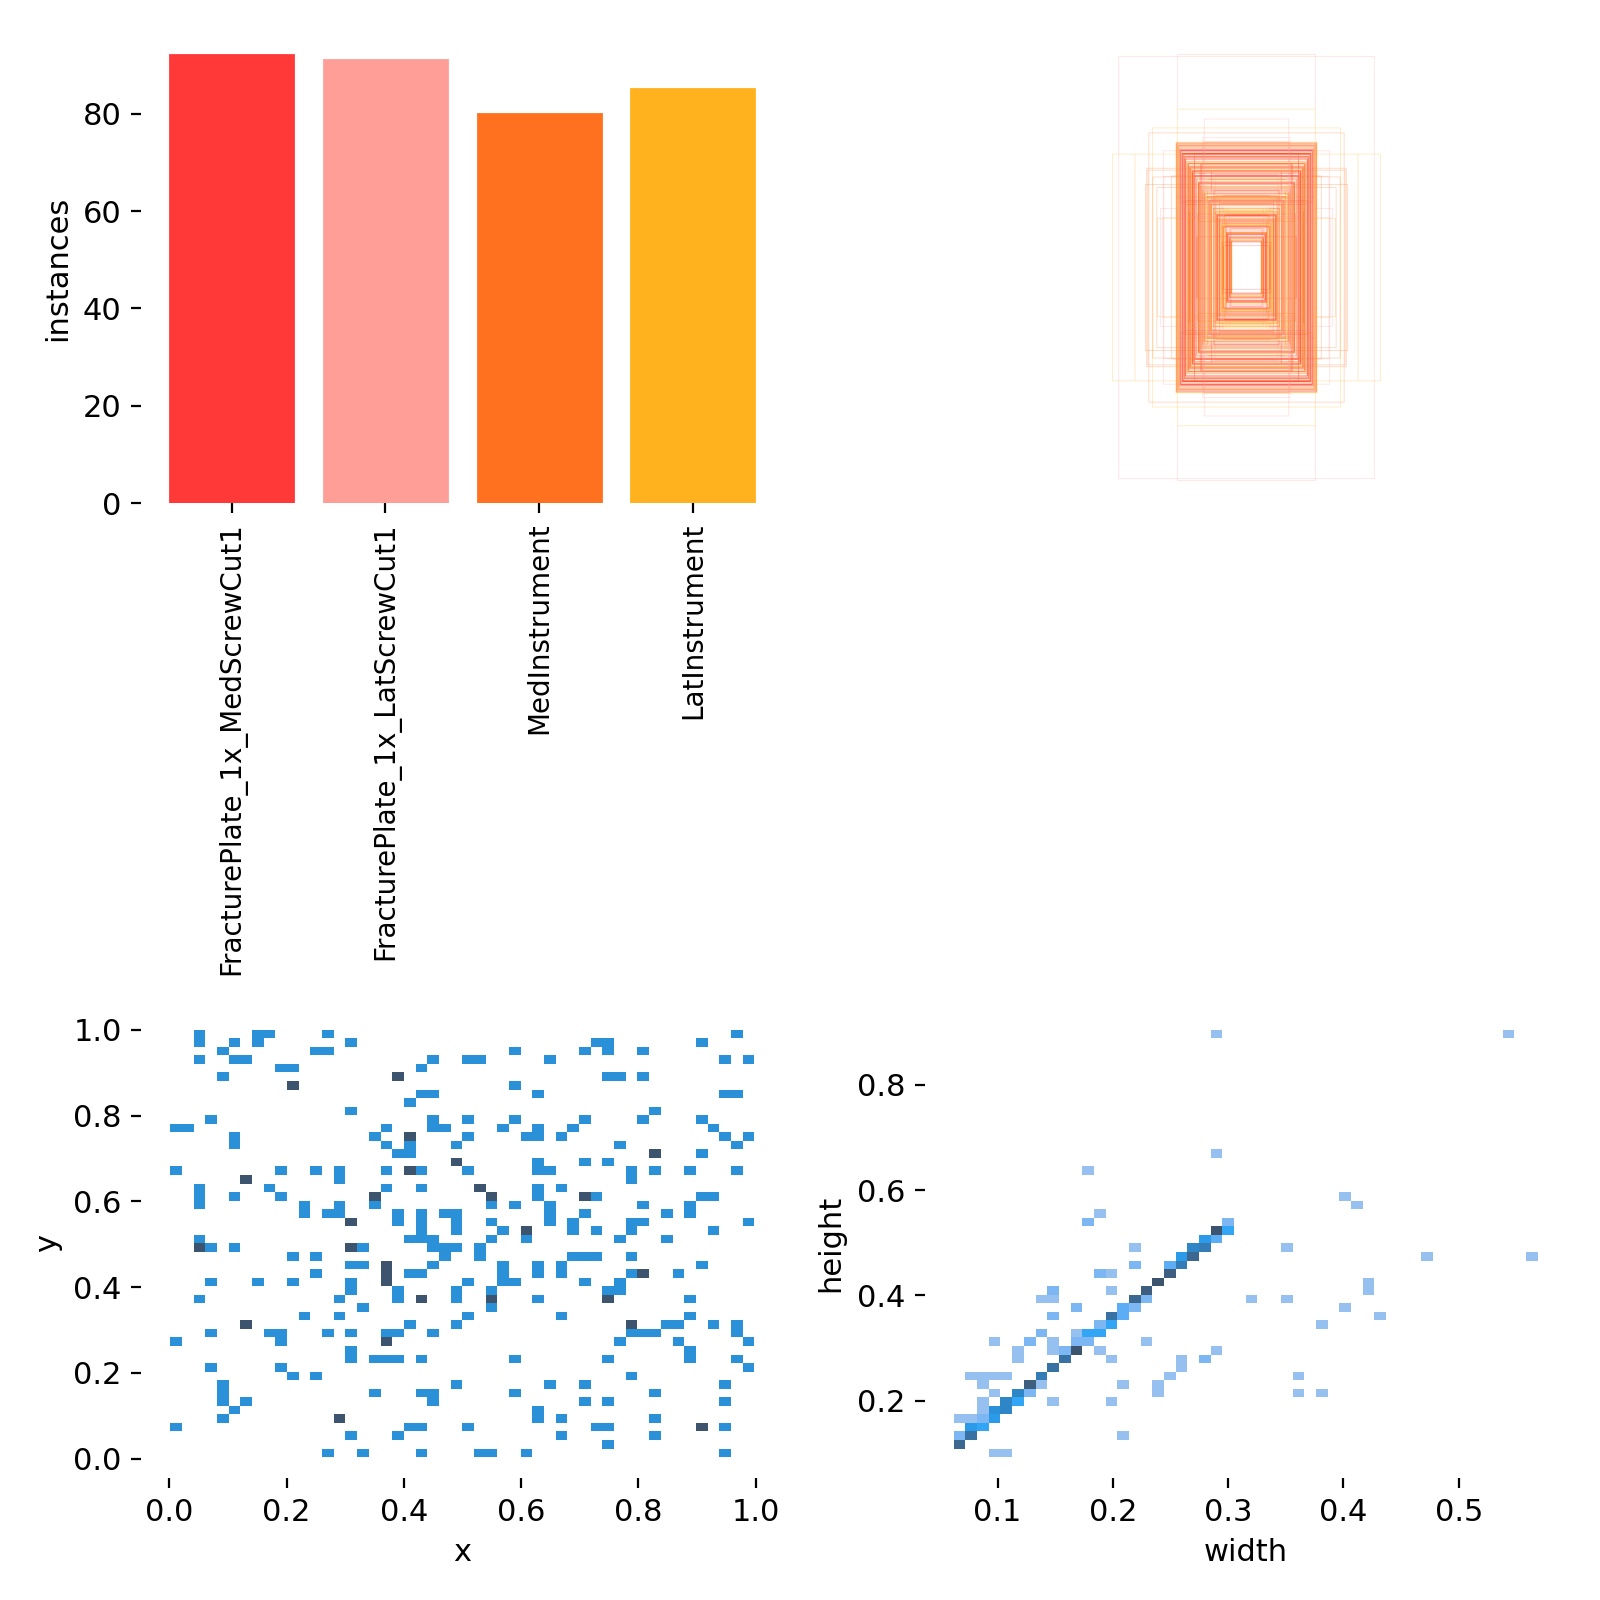 instances
80
60
40
20
0
FracturePlate_1x_MedScrewCut1
FracturePlate_1x_LatScrewCut1
MedInstrument
LatInstrument
y
1.0
0.8
0.6
0.4
0.2
0.0
0.0 0.2 0.4 0.6 0.8 1.0
x
height
0.8
0.6
0.4
0.2
0.1 0.2 0.3 0.4 0.5
width